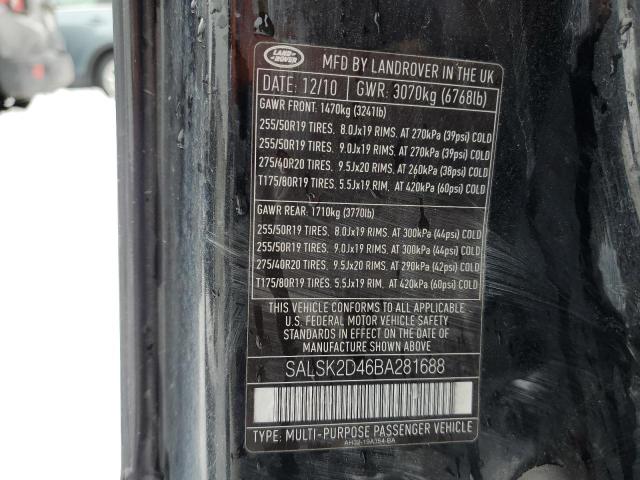 LAND ROVER
MFD BY LANDROVER IN THE UK
DATE: 12/10 GWR: 3070kg (6768lb)
GAWR FRONT: 1470kg (3241lb)
255/50R19 TIRES. 8.0Jx19 RIMS. AT 270kPa (39psi) COLD
255/50R19 TIRES. 9.0Jx19 RIMS. AT 270kPa (39psi) COLD
275/40R20 TIRES. 9.5Jx20 RIMS. AT 260kPa (38psi) COLD
T175/80R19 TIRES. 5.5Jx19 RIM. AT 420kPa (60psi) COLD
GAWR REAR: 1710kg (3770lb)
255/50R19 TIRES. 8.0Jx19 RIMS. AT 300kPa (44psi) COLD
255/50R19 TIRES. 9.0Jx19 RIMS. AT 300kPa (44psi) COLD
275/40R20 TIRES. 9.5Jx20 RIMS. AT 290kPa (42psi) COLD
T175/80R19 TIRES. 5.5Jx19 RIM. AT 420kPa (60psi) COLD
THIS VEHICLE CONFORMS TO ALL APPLICABLE
U.S. FEDERAL MOTOR VEHICLE SAFETY
STANDARDS IN EFFECT ON THE DATE OF
MANUFACTURE SHOWN ABOVE
SALSK2D46BA281688
TYPE: MULTI-PURPOSE PASSENGER VEHICLE
AH32-19A354-BA